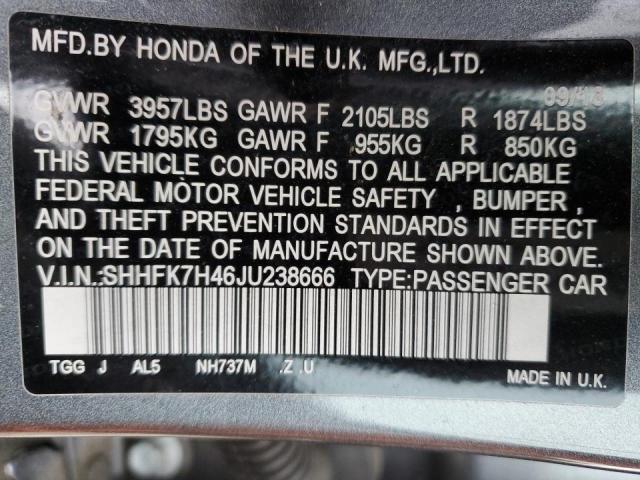 MFD.BY HONDA OF THE U.K. MFG.,LTD.
09/18
GVWR 3957LBS GAWR F 2105LBS R 1874LBS
GVWR 1795KG GAWR F 955KG R 850KG
THIS VEHICLE CONFORMS TO ALL APPLICABLE
FEDERAL MOTOR VEHICLE SAFETY , BUMPER ,
AND THEFT PREVENTION STANDARDS IN EFFECT
ON THE DATE OF MANUFACTURE SHOWN ABOVE.
V.I.N.:SHHFK7H46JU238666 TYPE:PASSENGER CAR
TGG J AL5 NH737M .Z .U
MADE IN U.K.